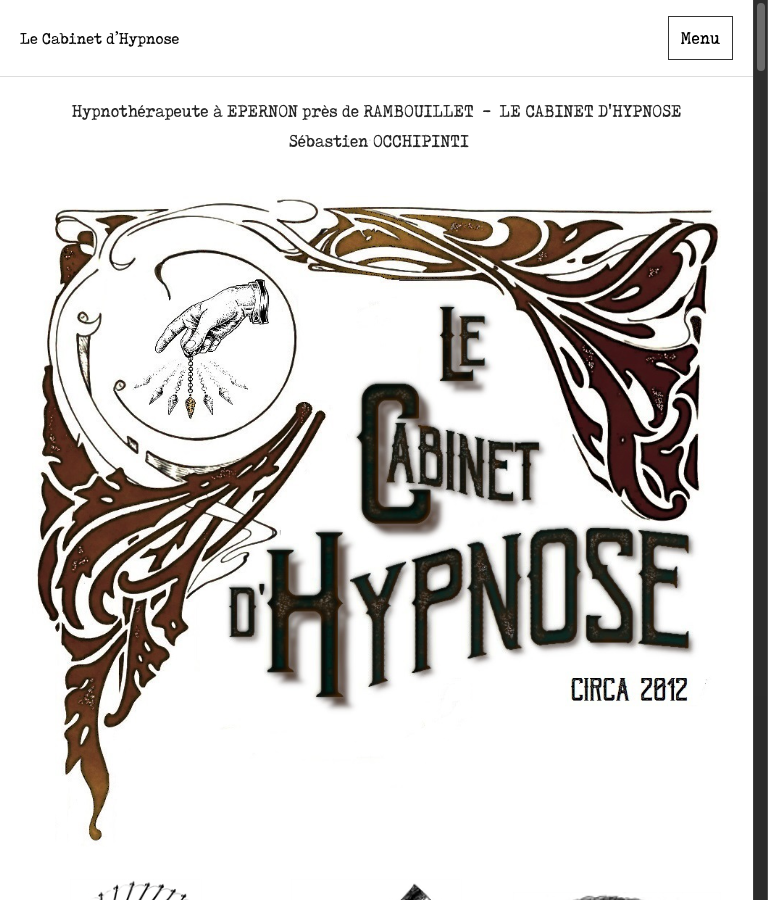 Le Cabinet d’Hypnose
Menu
Hypnothérapeute à EPERNON près de RAMBOUILLET - LE CABINET D'HYPNOSE
Sébastien OCCHIPINTI
LE
CABINET
D'HYPNOSE
CIRCA 2012